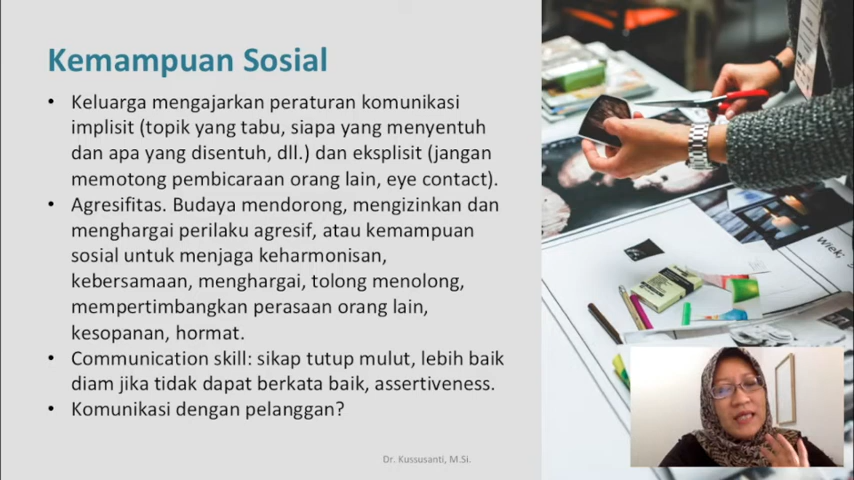 Kemampuan Sosial
• Keluarga mengajarkan peraturan komunikasi
implisit (topik yang tabu, siapa yang menyentuh
dan apa yang disentuh, dll.) dan eksplisit (jangan
memotong pembicaraan orang lain, eye contact).
• Agresifitas. Budaya mendorong, mengizinkan dan
menghargai perilaku agresif, atau kemampuan
sosial untuk menjaga keharmonisan,
kebersamaan, menghargai, tolong menolong,
mempertimbangkan perasaan orang lain,
kesopanan, hormat.
• Communication skill: sikap tutup mulut, lebih baik
diam jika tidak dapat berkata baik, assertiveness.
• Komunikasi dengan pelanggan?
Dr. Kussusanti, M.Si.